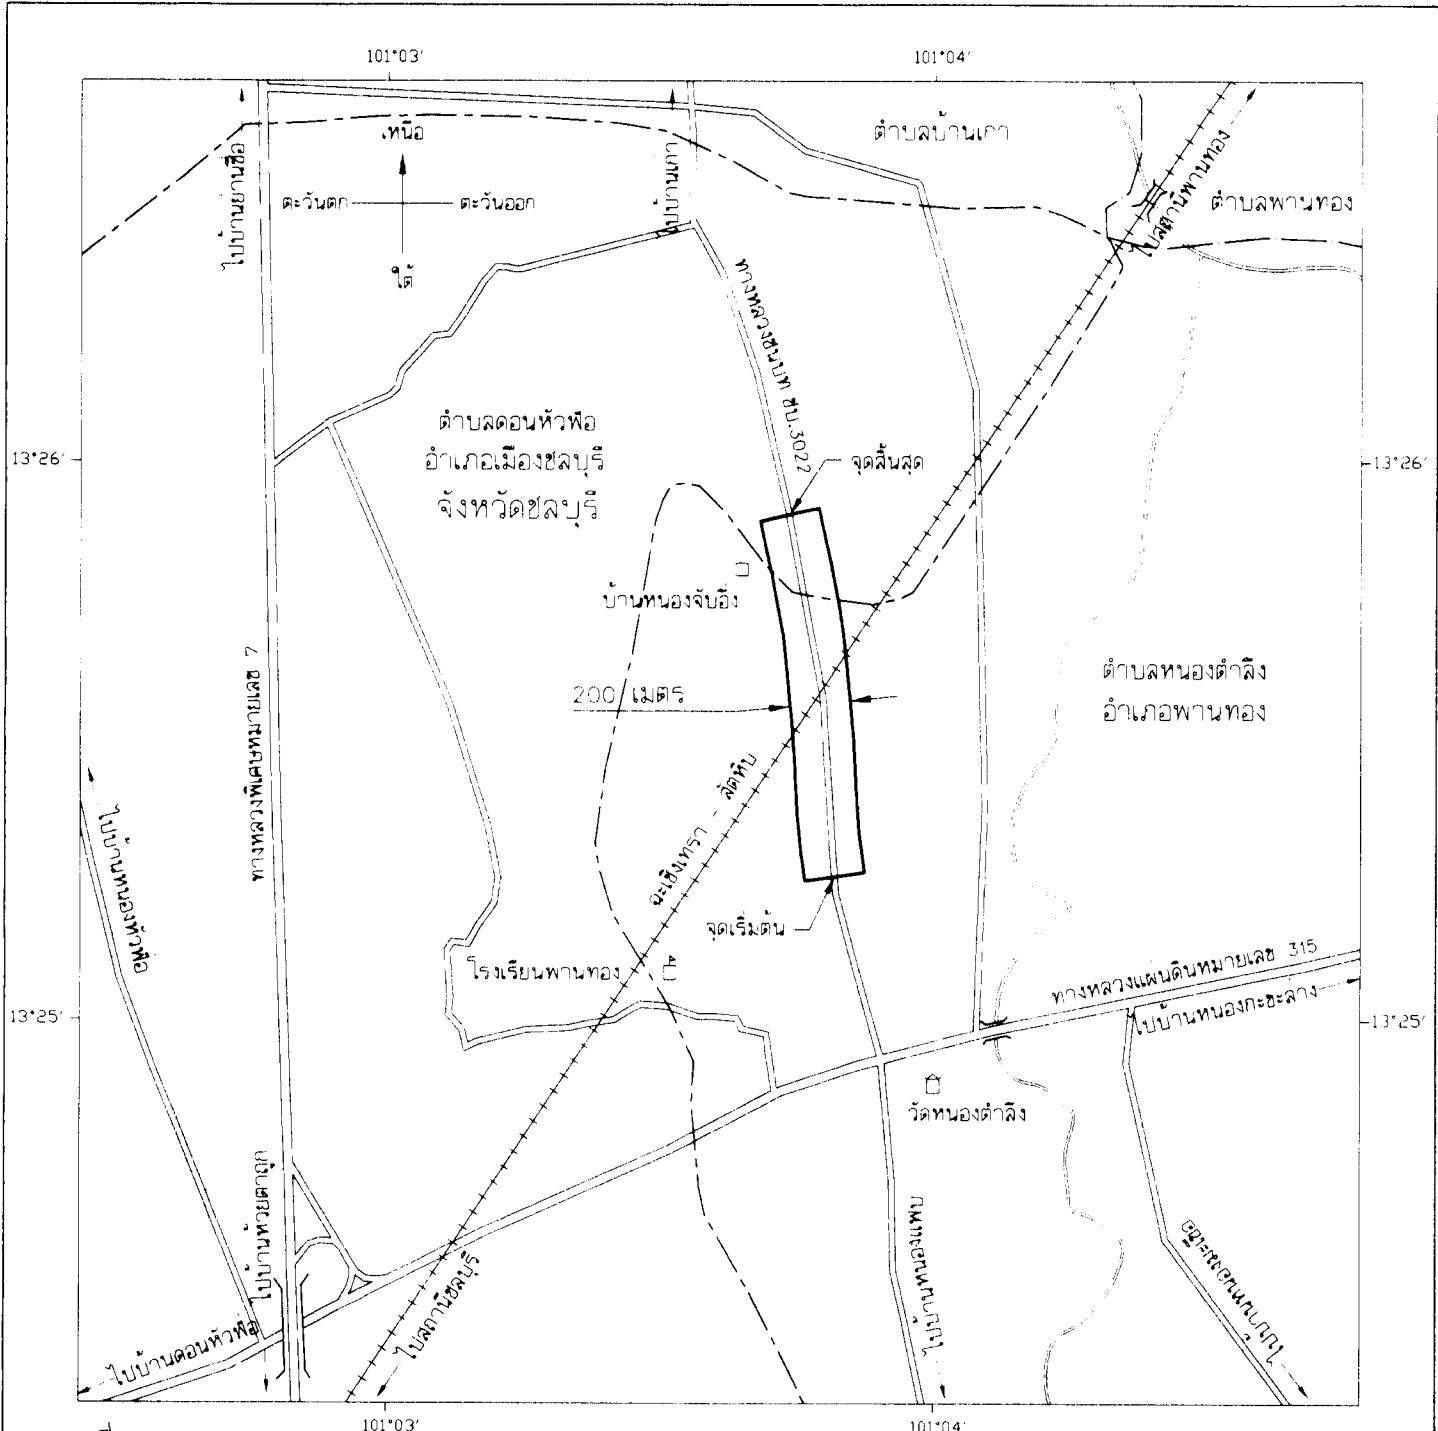 101°03′
101°04′
ตำบลบ้านเก่า
เหนือ
ตะวันตก
ตะวันออก
ใต้
ไปบ้านย่านซื่อ
ไปบ้านเก่า
ไปสถานีพานทอง
ตำบลพานทอง
ทางหลวงชนบท ชบ.3022
ตำบลดอนหัวฬ่อ
อำเภอเมืองชลบุรี
จังหวัดชลบุรี
13°26′
จุดสิ้นสุด
13°26′
บ้านหนองจับอึ่ง
200 เมตร
ตำบลหนองตำลึง
อำเภอพานทอง
ทางหลวงพิเศษหมายเลข 7
ฉะเชิงเทรา - สัตหีบ
ไปบ้านหนองหัวฬ่อ
จุดเริ่มต้น
โรงเรียนพานทอง
ทางหลวงแผ่นดินหมายเลข 315
ไปบ้านหนองกะขะลาง
13°25′
13°25′
วัดหนองตำลึง
ไปบ้านห้วยตาถูก
ไปสถานีชลบุรี
ไปบ้านดอนหัวฬ่อ
101°03′
101°04′